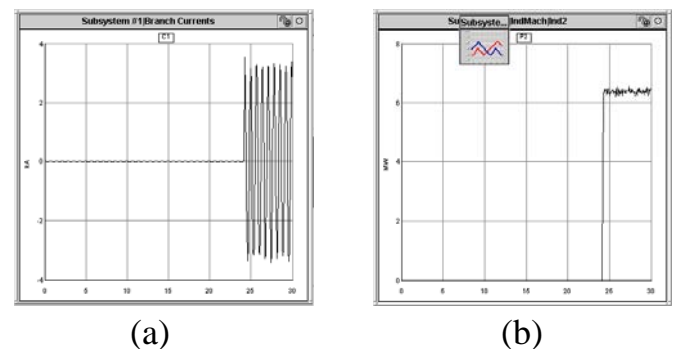 Subsystem #1|Branch Currents
C1
4
2
0
-2
-4
kA
0 5 10 15 20 25 30
(a)
Subsyste...
IndMach|Ind2
P2
8
6
4
2
0
MW
0 5 10 15 20 25 30
(b)